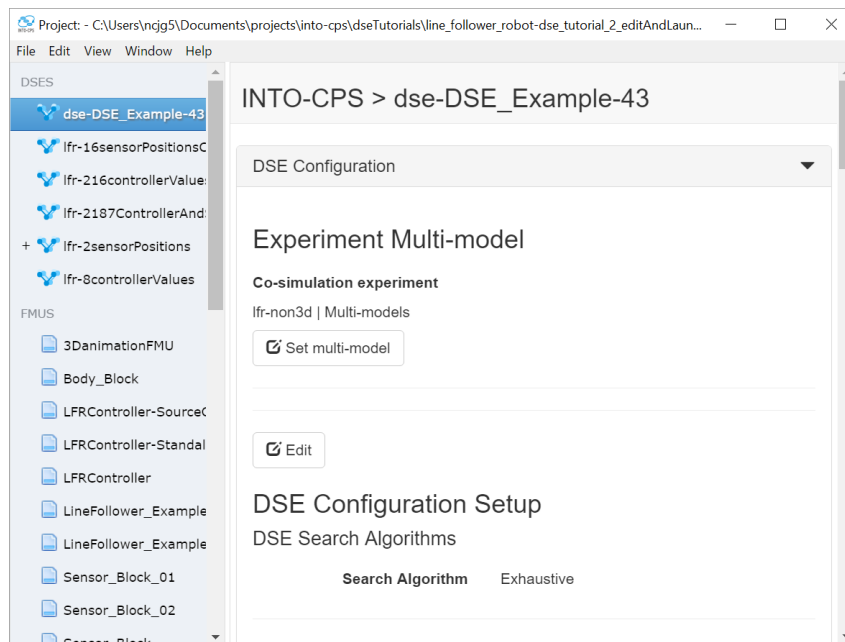 Project: - C:\Users\ncjg5\Documents\projects\into-cps\dseTutorials\line_follower_robot-dse_tutorial_2_editAndLaun...
File Edit View Window Help
DSES
dse-DSE_Example-43
lfr-16sensorPositionsC
lfr-216controllerValues
lfr-2187ControllerAnd
+ lfr-2sensorPositions
lfr-8controllerValues
FMUS
3DanimationFMU
Body_Block
LFRController-SourceC
LFRController-Standal
LFRController
LineFollower_Example
LineFollower_Example
Sensor_Block_01
Sensor_Block_02
Sensor_Block
INTO-CPS > dse-DSE_Example-43
DSE Configuration
Experiment Multi-model
Co-simulation experiment
lfr-non3d | Multi-models
Set multi-model
Edit
DSE Configuration Setup
DSE Search Algorithms
Search Algorithm Exhaustive